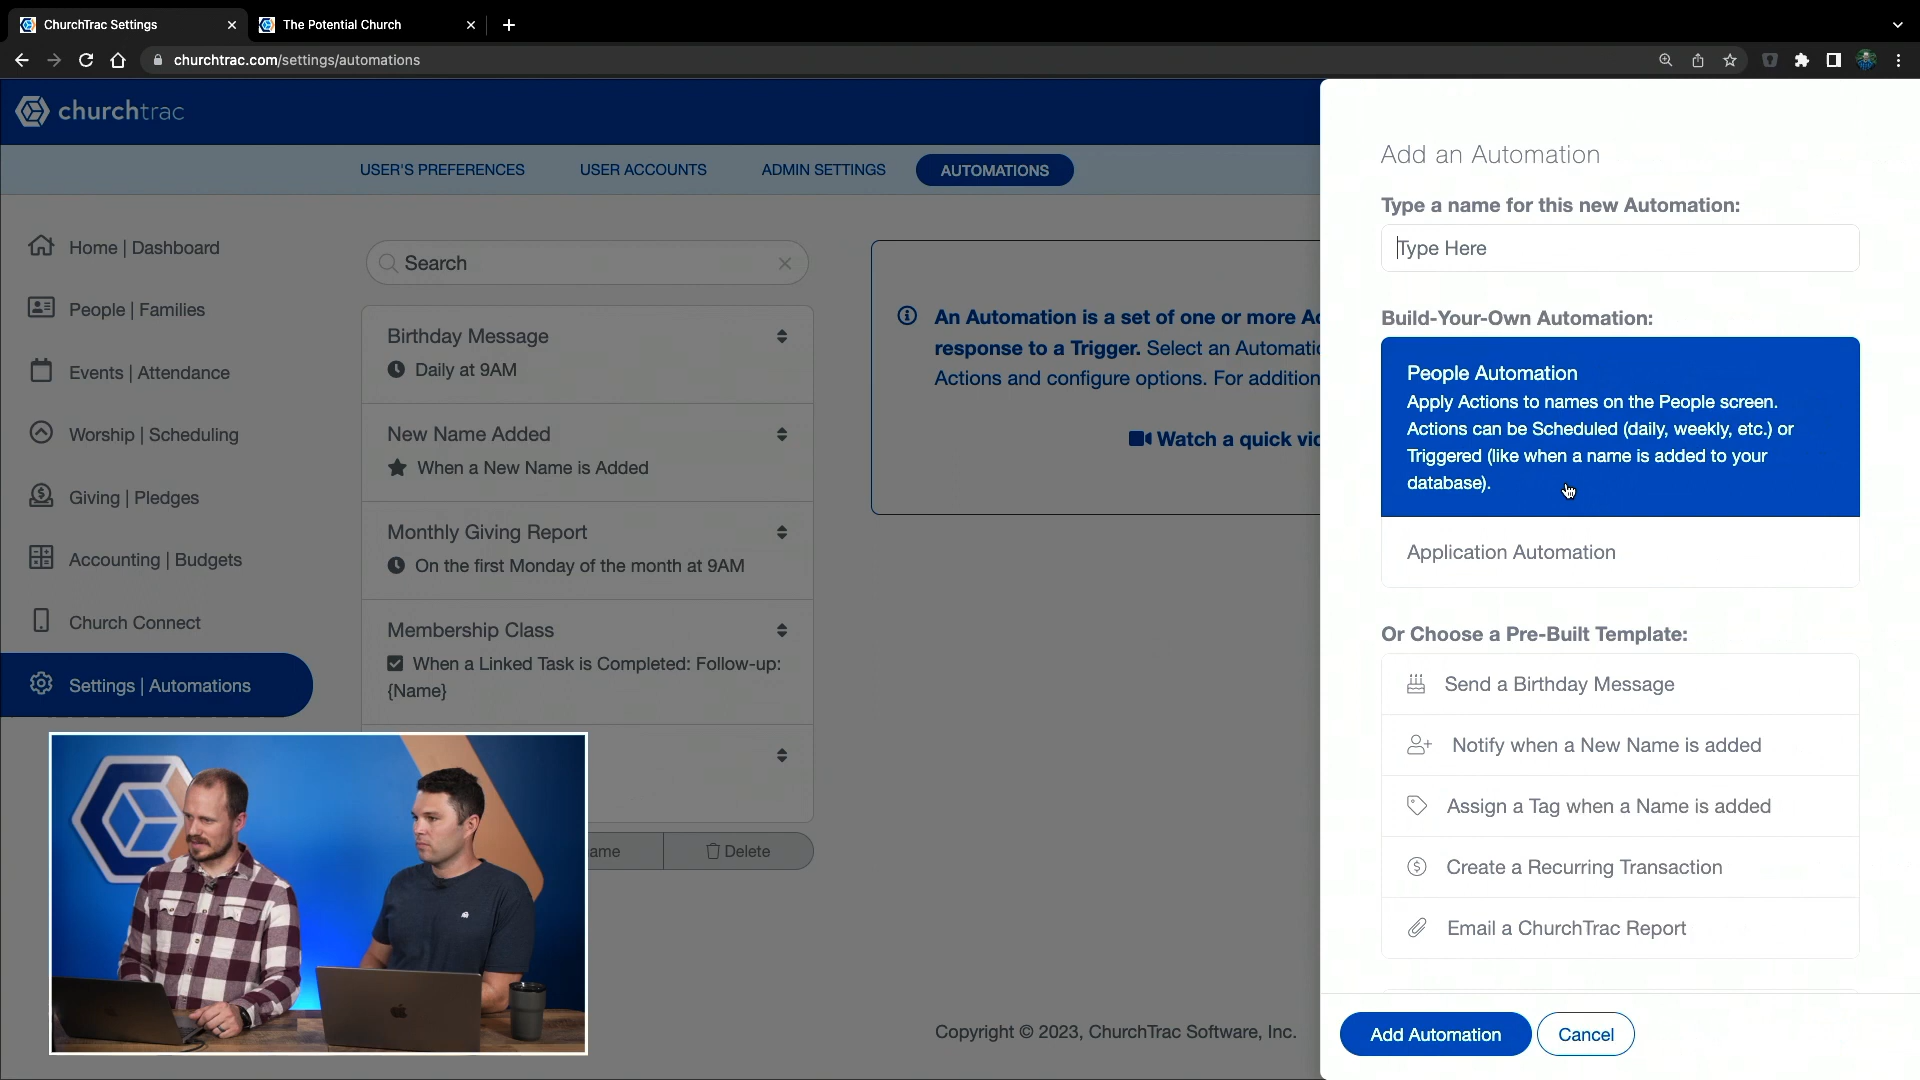 ChurchTrac Settings
The Potential Church
churchtrac.com/settings/automations
churchtrac
USER'S PREFERENCES
USER ACCOUNTS
ADMIN SETTINGS
AUTOMATIONS
Home | Dashboard
People | Families
Events | Attendance
Worship | Scheduling
Giving | Pledges
Accounting | Budgets
Church Connect
Settings | Automations
Search
Birthday Message
Daily at 9AM
New Name Added
When a New Name is Added
Monthly Giving Report
On the first Monday of the month at 9AM
Membership Class
When a Linked Task is Completed: Follow-up:
{Name}
Delete
An Automation is a set of one or more
response to a Trigger. Select an
Actions and configure options. For
Watch a quick
Copyright © 2023, ChurchTrac Software, Inc.
Add an Automation
Type a name for this new Automation:
Type Here
Build-Your-Own Automation:
People Automation
Apply Actions to names on the People screen.
Actions can be Scheduled (daily, weekly, etc.) or
Triggered (like when a name is added to your
database).
Application Automation
Or Choose a Pre-Built Template:
Send a Birthday Message
Notify when a New Name is added
Assign a Tag when a Name is added
Create a Recurring Transaction
Email a ChurchTrac Report
Add Automation
Cancel